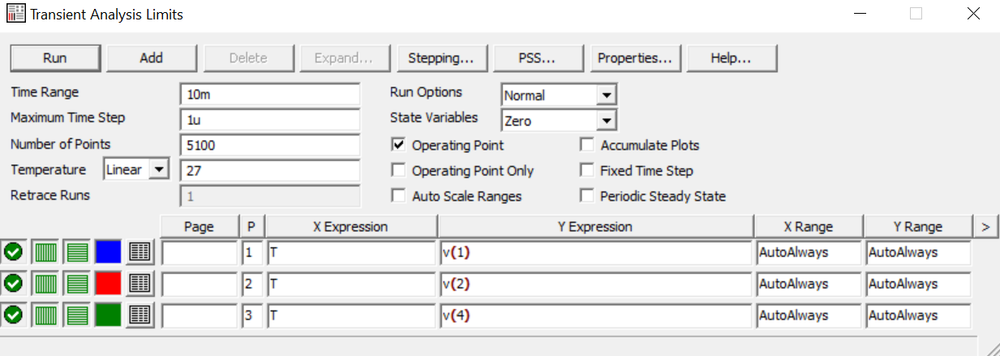 Transient Analysis Limits
Run Add Delete Expand... Stepping... PSS... Properties... Help...
Time Range 10m Run Options Normal
Maximum Time Step 1u State Variables Zero
Number of Points 5100 Operating Point Accumulate Plots
Temperature Linear 27 Operating Point Only Fixed Time Step
Retrace Runs 1 Auto Scale Ranges Periodic Steady State
Page P X Expression Y Expression X Range Y Range >
1 T v(1) AutoAlways AutoAlways
2 T v(2) AutoAlways AutoAlways
3 T v(4) AutoAlways AutoAlways